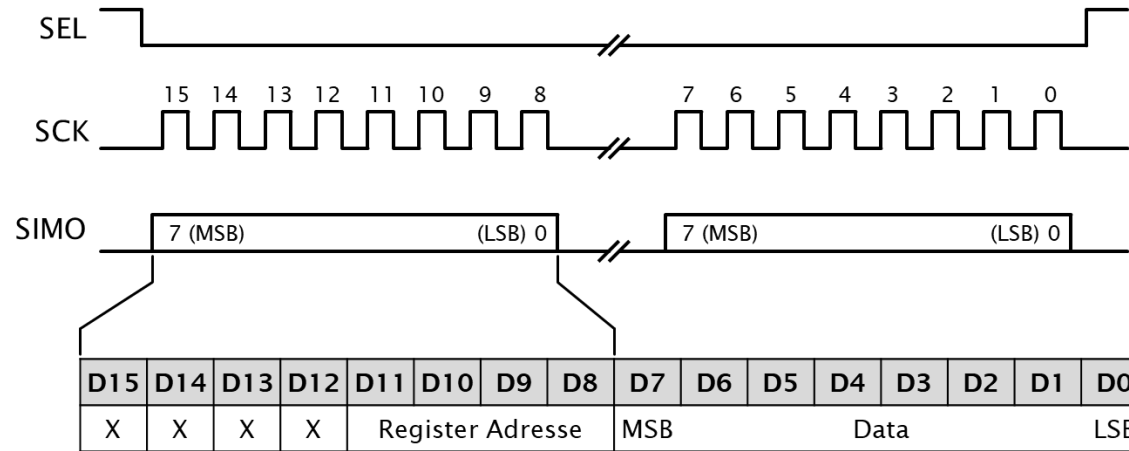 SEL
15 14 13 12 11 10 9 8 7 6 5 4 3 2 1 0
SCK
SIMO 7 (MSB) (LSB) 0 7 (MSB) (LSB) 0
D15 D14 D13 D12 D11 D10 D9 D8 D7 D6 D5 D4 D3 D2 D1 D0
X X X X Register Adresse MSB Data LSB